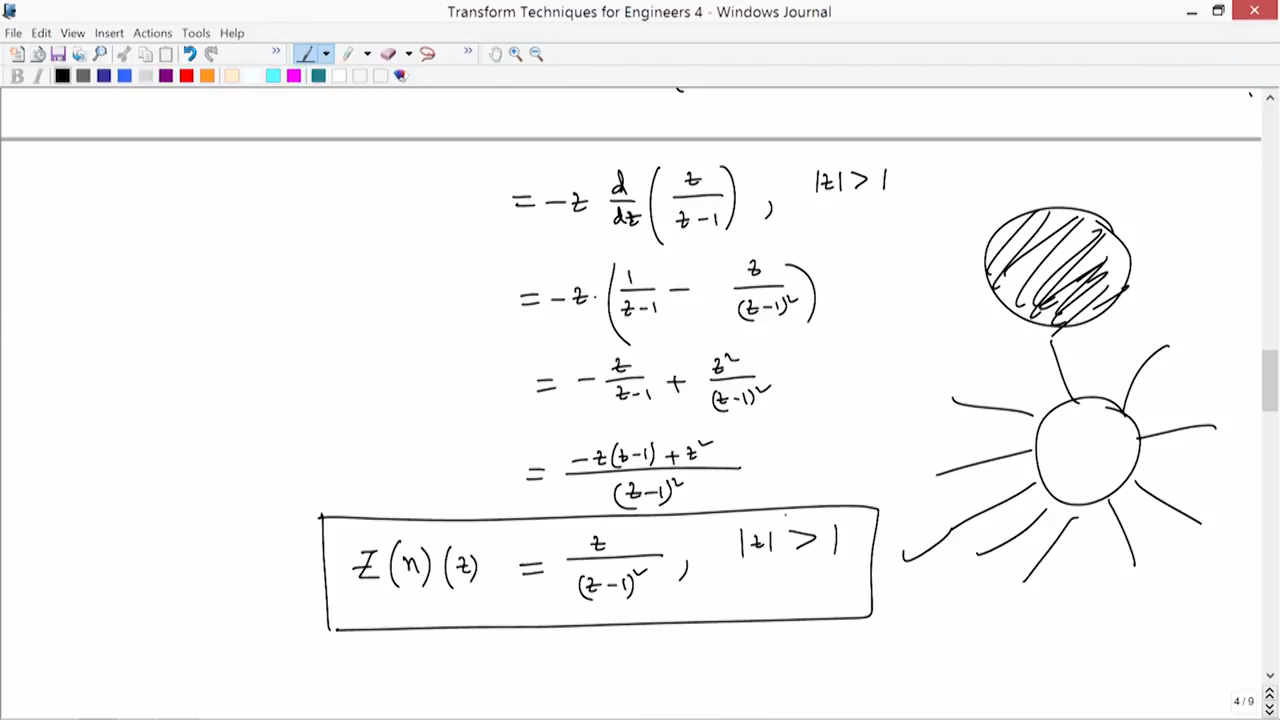 Transform Techniques for Engineers 4 - Windows Journal
File Edit View Insert Actions Tools Help
B I
= -z d/dz (z/(z-1)), |z| > 1
= -z. (1/(z-1) - z/(z-1)²)
= - z/(z-1) + z²/(z-1)²
= (-z(z-1) + z²)/(z-1)²
Z(n)(z) = z/(z-1)², |z| > 1
4 / 9